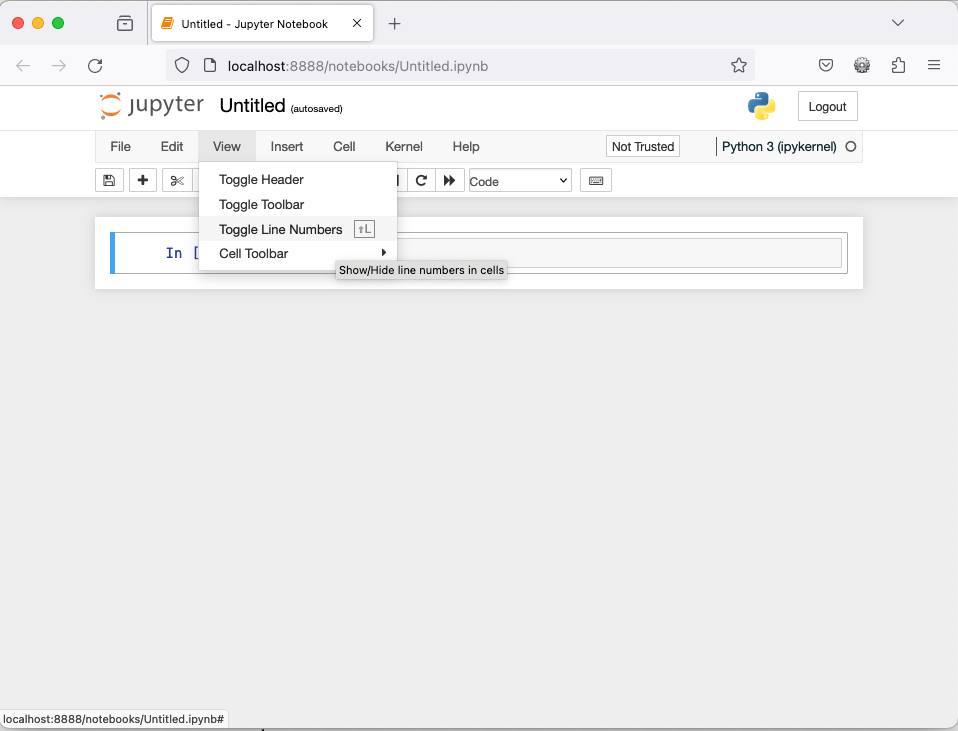 Untitled - Jupyter Notebook
localhost:8888/notebooks/Untitled.ipynb
jupyter Untitled (autosaved) Logout
File Edit View Insert Cell Kernel Help Not Trusted Python 3 (ipykernel)
Code
Toggle Header
Toggle Toolbar
Toggle Line Numbers ⇧L
Cell Toolbar
In [
Show/Hide line numbers in cells
localhost:8888/notebooks/Untitled.ipynb#